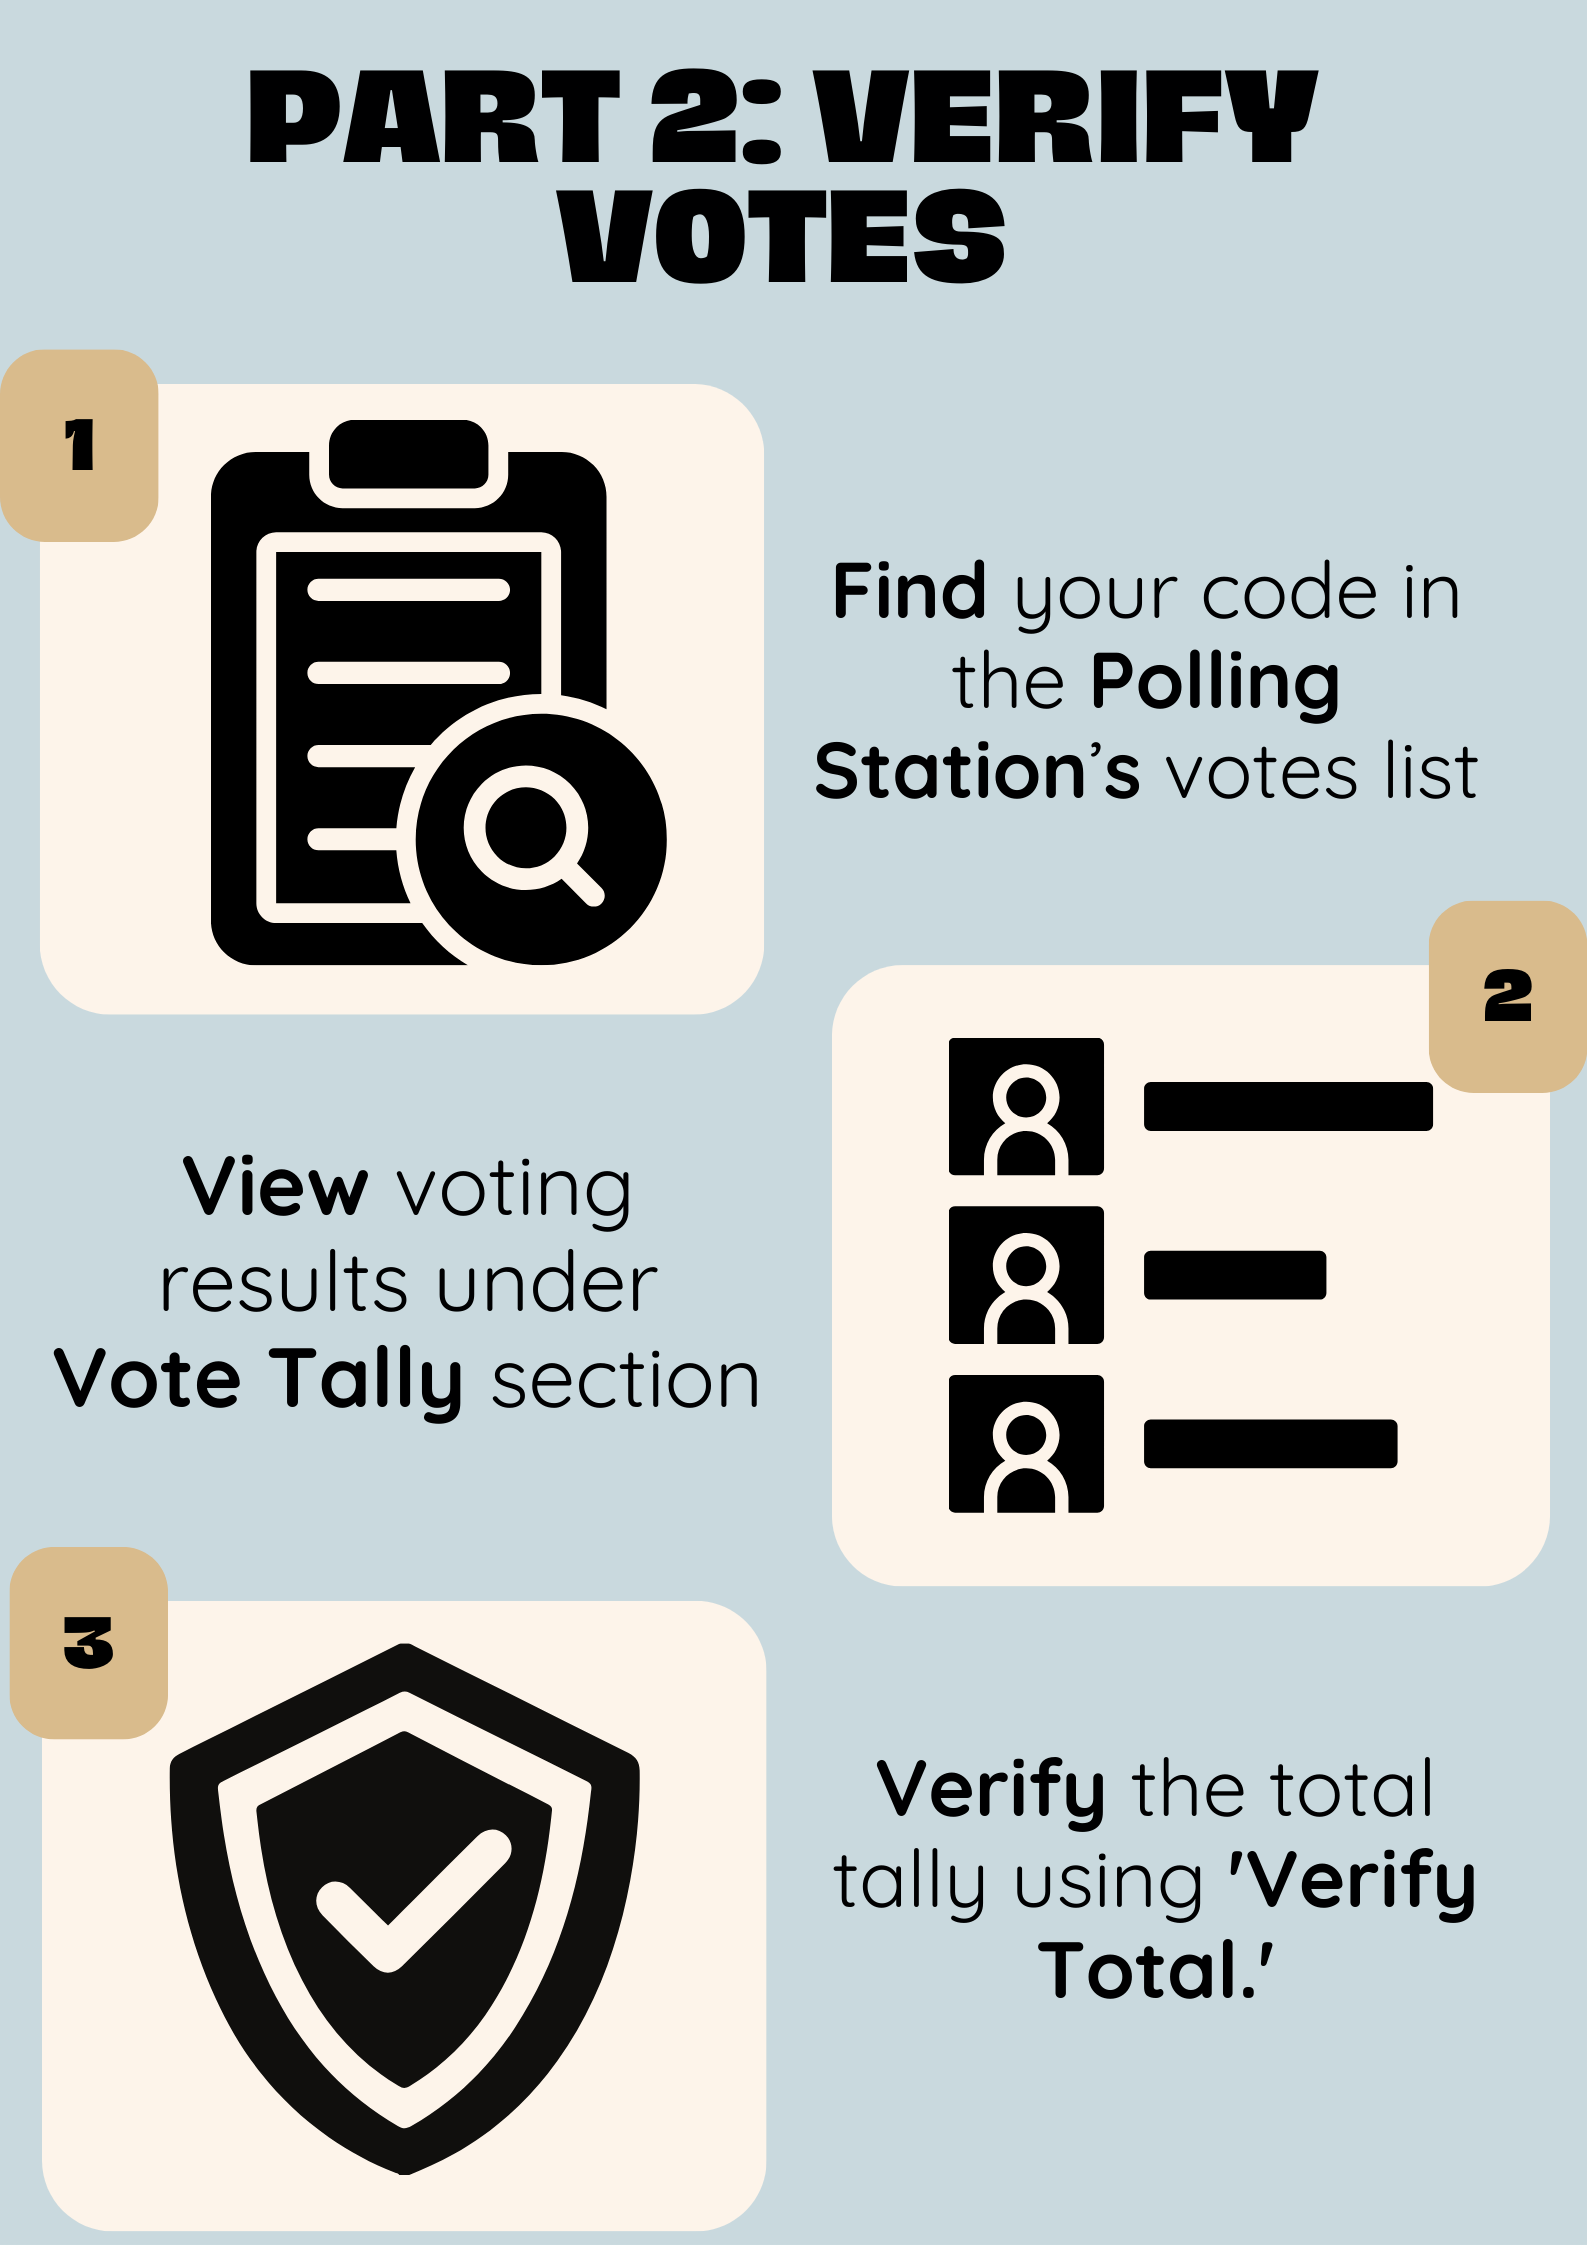 PART 2: VERIFY
VOTES
1
Find your code in
the Polling
Station’s votes list
2
View voting
results under
Vote Tally section
3
Verify the total
tally using 'Verify
Total.'